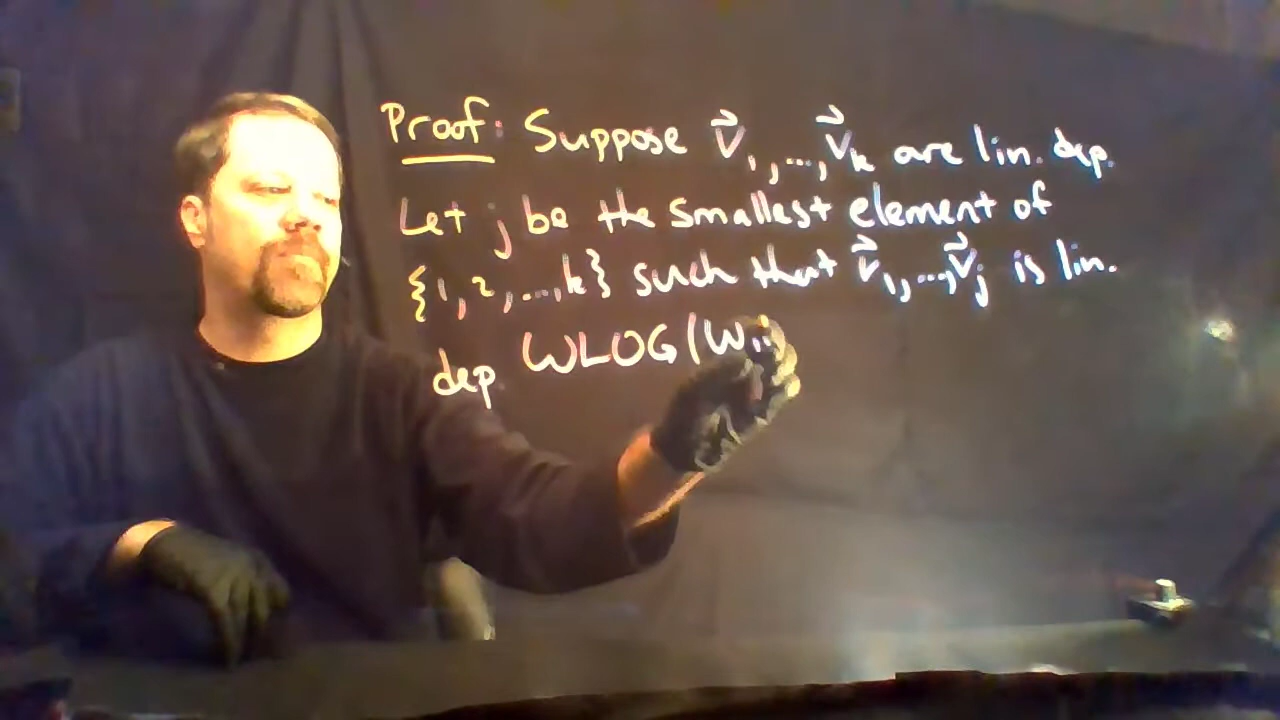 Proof: Suppose v⃗₁,...,v⃗ₖ are lin. dep.
Let j be the smallest element of
{1,2,...,k} such that v⃗₁,...,v⃗ⱼ is lin.
dep. WLOG (Wi